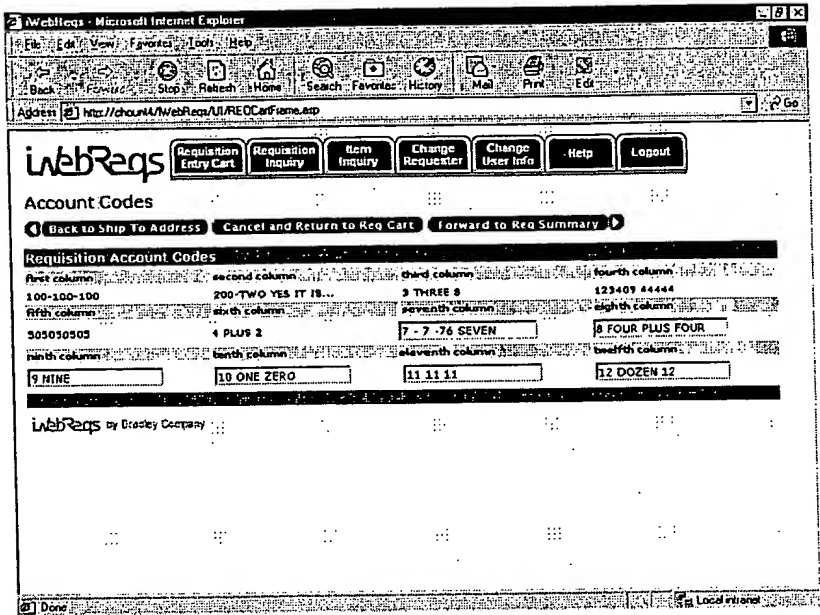 iWebReqs - Microsoft Internet Explorer
File Edit View Favorites Tools Help
Back Forward Stop Refresh Home Search Favorites History Mail Print Edit
Address http://chount4/IWebReqs/UI/REQCartFrame.asp Go
iWebReqs
Requisition Entry Cart
Requisition Inquiry
Item Inquiry
Change Requester
Change User Info
Help
Logout
Account Codes
Back to Ship To Address
Cancel and Return to Req Cart
Forward to Req Summary
Requisition Account Codes
first column second column third column fourth column
100-100-100 200-TWO YES IT IS... 3 THREE 3 123409 44444
fifth column sixth column seventh column eighth column
505050505 4 PLUS 2 7 - 7 -76 SEVEN 8 FOUR PLUS FOUR
ninth column tenth column eleventh column twelfth column
9 NINE 10 ONE ZERO 11 11 11 12 DOZEN 12
iWebReqs by Bradley Company
Done Local intranet